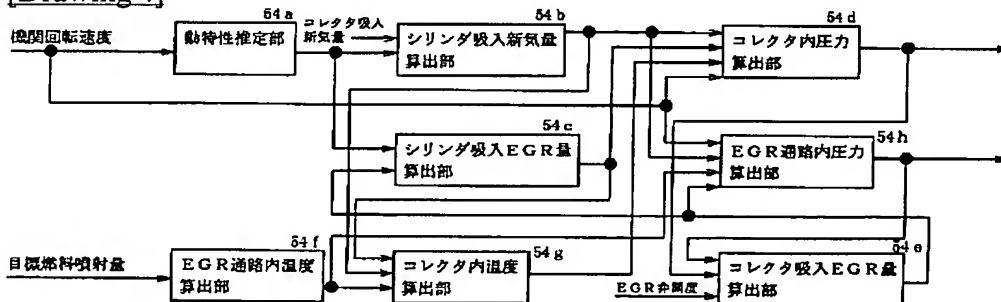 [Drawing 4]
機関回転速度
54a
動特性推定部
コレクタ吸入
新気量
54b
シリンダ吸入新気量
算出部
54d
コレクタ内圧力
算出部
54c
シリンダ吸入EGR量
算出部
54h
EGR通路内圧力
算出部
目標燃料噴射量
54f
EGR通路内温度
算出部
54g
コレクタ内温度
算出部
EGR弁開度
54e
コレクタ吸入EGR量
算出部